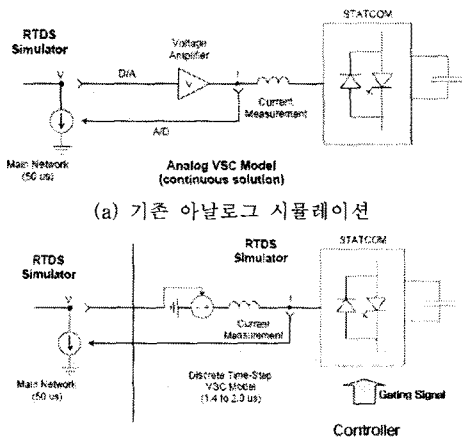 STATCOM
RTDS
Simulator
Voltage
Amplifier
V
D/A
V
I
Current
Measurement
A/D
Main Network
(50 us)
Analog VSC Model
(continuous solution)
(a) 기존 아날로그 시뮬레이션
STATCOM
RTDS
Simulator
RTDS
Simulator
V
I
Current
Measurement
Main Network
(50 us)
Discrete Time-Step
VSC Model
(1.4 to 2.0 us)
Gating Signal
Controller